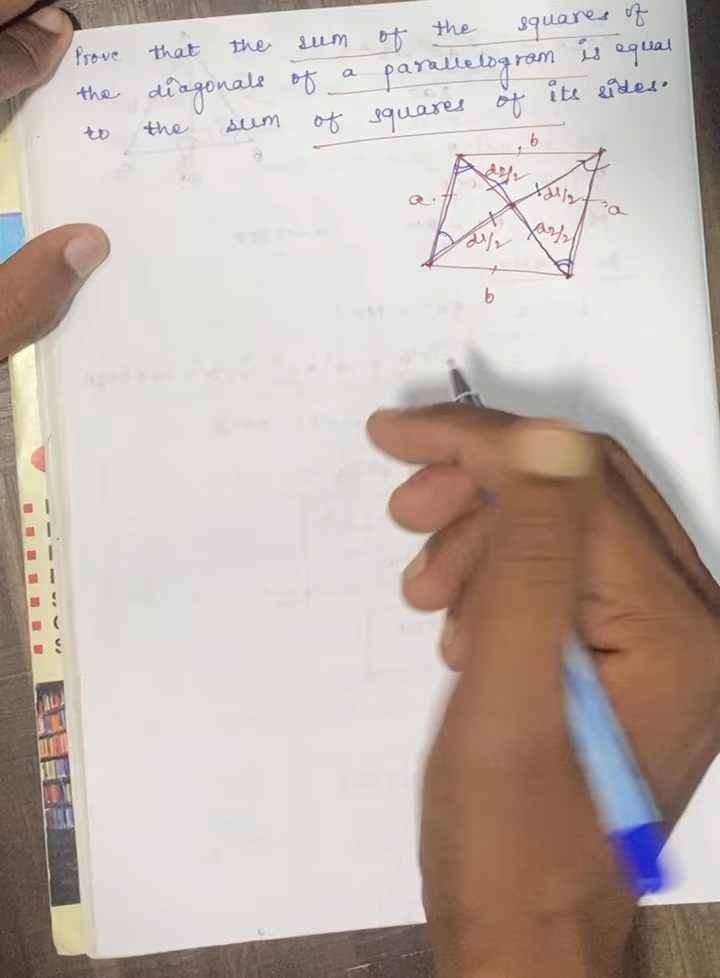 Prove that the sum of the squares of
the diagonals of a parallelogram is equal
to the sum of squares of its sides.
b
a
d2/2
d1/2
a
d1/2
d2/2
b